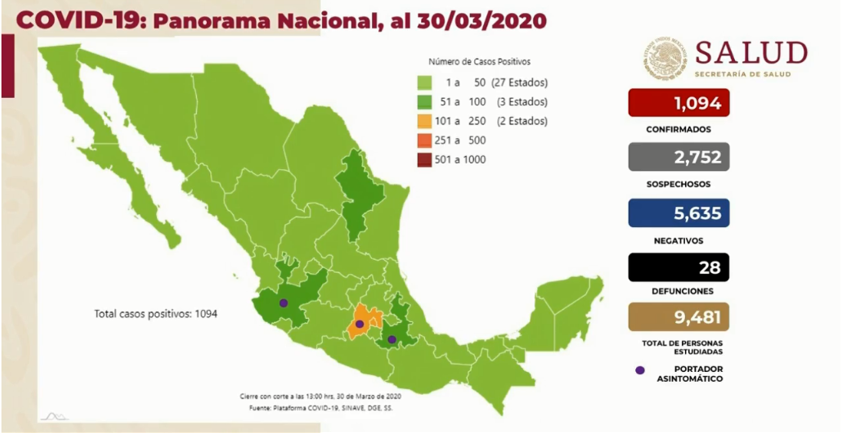 COVID-19: Panorama Nacional, al 30/03/2020
Número de Casos Positivos
1 a 50 (27 Estados)
51 a 100 (3 Estados)
101 a 250 (2 Estados)
251 a 500
501 a 1000
Total casos positivos: 1094
Cierre con corte a las 13:00 hrs, 30 de Marzo de 2020
Fuente: Plataforma COVID-19, SINAVE, DGE, SS.
SALUD
SECRETARÍA DE SALUD
1,094
CONFIRMADOS
2,752
SOSPECHOSOS
5,635
NEGATIVOS
28
DEFUNCIONES
9,481
TOTAL DE PERSONAS
ESTUDIADAS
PORTADOR
ASINTOMÁTICO